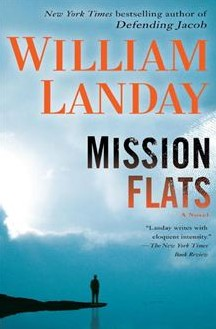 New York Times bestselling author of
Defending Jacob
WILLIAM
LANDAY
MISSION
FLATS
A Novel
"Landay writes with
eloquent intensity."
—The New York Times
Book Review